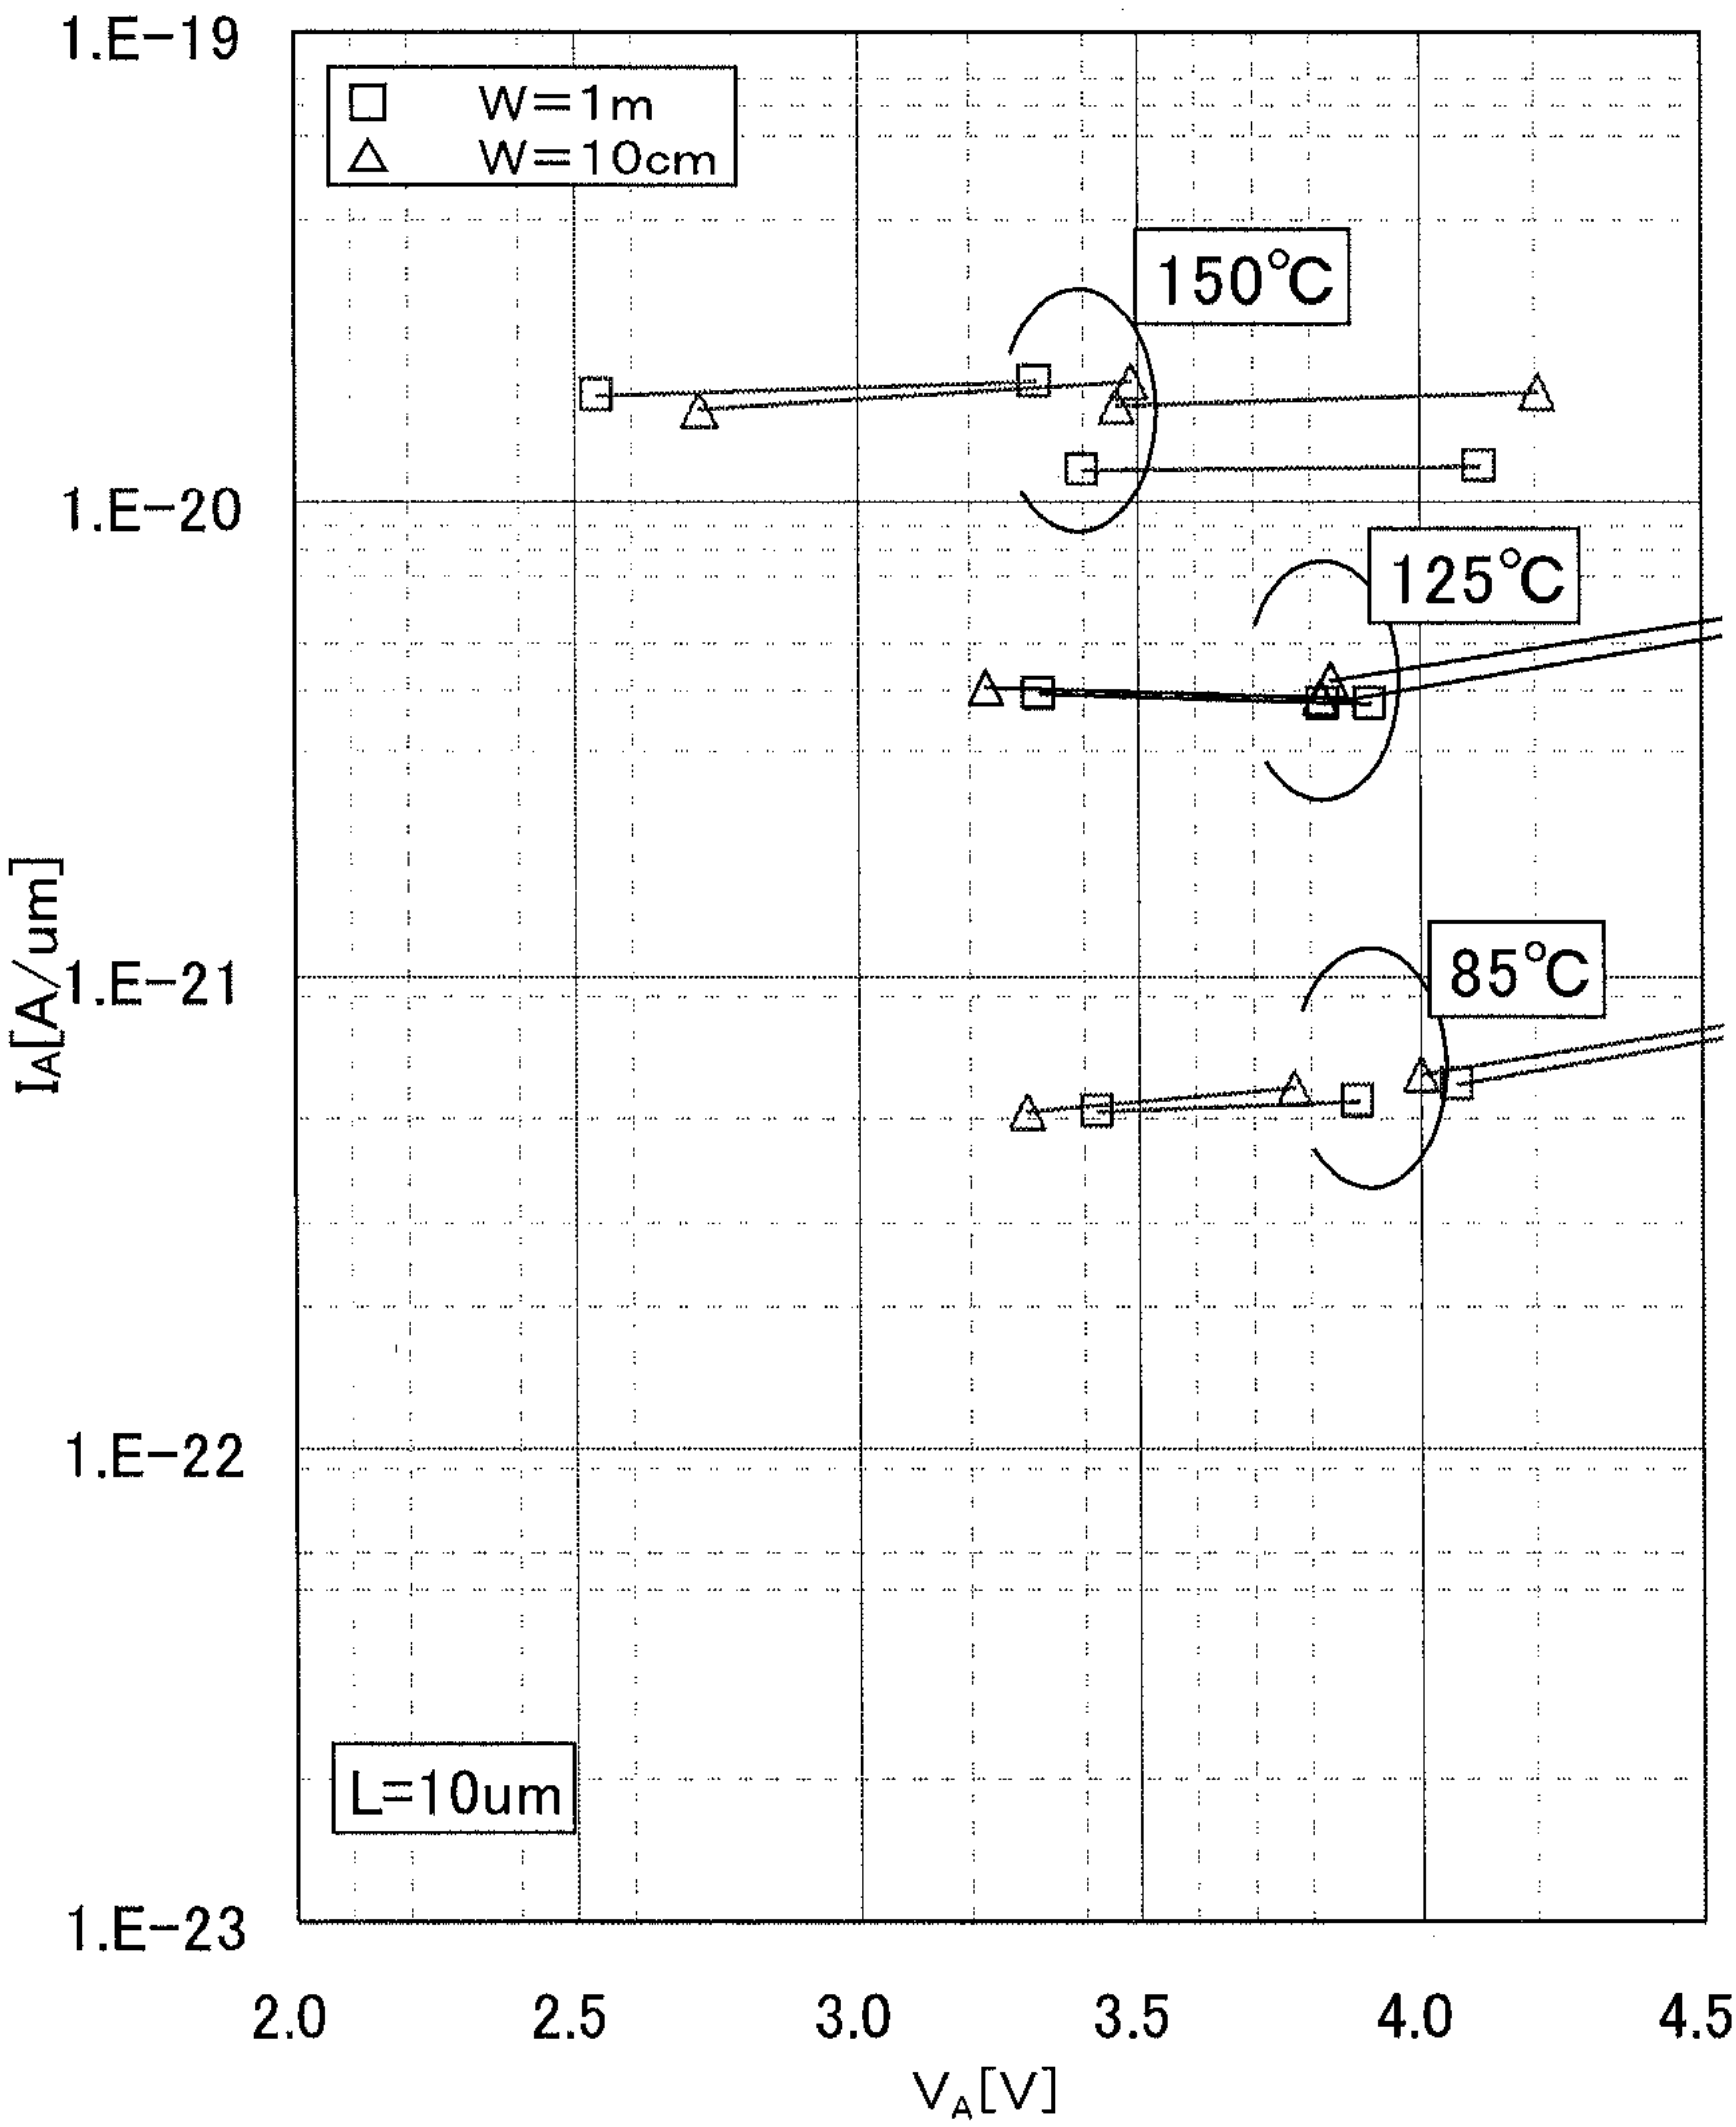 1.E-19
□ W=1m
△ W=10cm
150°C
1.E-20
125°C
IA[A/um]
1.E-21
85°C
1.E-22
L=10um
1.E-23
2.0 2.5 3.0 3.5 4.0 4.5
VA[V]